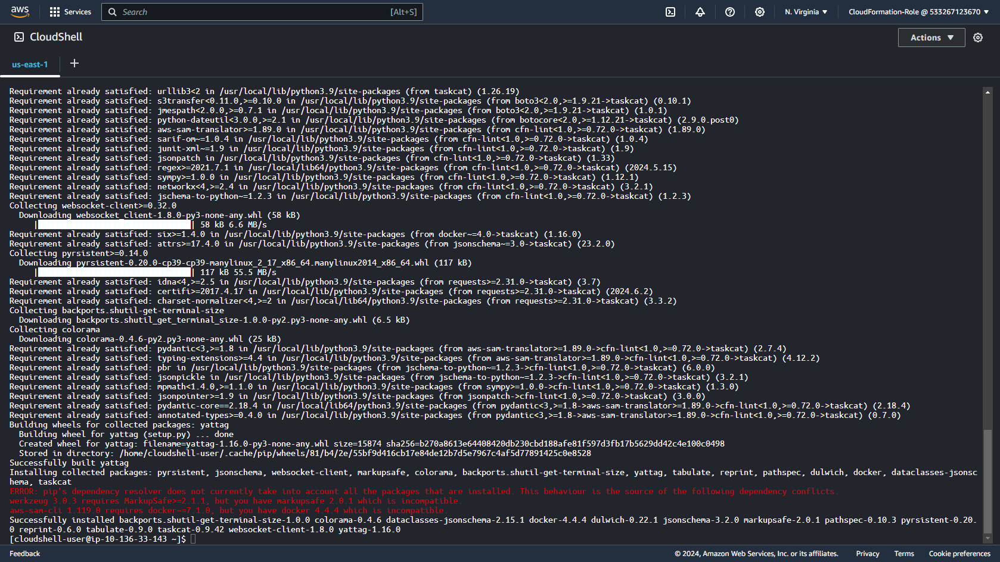 aws
Services
Search
[Alt+S]
N. Virginia
CloudFormation-Role @ 533267123670
CloudShell
Actions
us-east-1
Requirement already satisfied: urllib3<2 in /usr/local/lib/python3.9/site-packages (from taskcat) (1.26.19)
Requirement already satisfied: s3transfer<0.11.0,>=0.10.0 in /usr/local/lib/python3.9/site-packages (from boto3<2.0,>=1.9.21->taskcat) (0.10.1)
Requirement already satisfied: jmespath<2.0.0,>=0.7.1 in /usr/local/lib/python3.9/site-packages (from boto3<2.0,>=1.9.21->taskcat) (1.0.1)
Requirement already satisfied: python-dateutil<3.0.0,>=2.1 in /usr/local/lib/python3.9/site-packages (from botocore<2.0,>=1.12.21->taskcat) (2.9.0.post0)
Requirement already satisfied: aws-sam-translator>=1.89.0 in /usr/local/lib/python3.9/site-packages (from cfn-lint<1.0,>=0.72.0->taskcat) (1.89.0)
Requirement already satisfied: sarif-om~=1.0.4 in /usr/local/lib/python3.9/site-packages (from cfn-lint<1.0,>=0.72.0->taskcat) (1.0.4)
Requirement already satisfied: junit-xml~=1.9 in /usr/local/lib/python3.9/site-packages (from cfn-lint<1.0,>=0.72.0->taskcat) (1.9)
Requirement already satisfied: jsonpatch in /usr/local/lib/python3.9/site-packages (from cfn-lint<1.0,>=0.72.0->taskcat) (1.33)
Requirement already satisfied: regex>=2021.7.1 in /usr/local/lib64/python3.9/site-packages (from cfn-lint<1.0,>=0.72.0->taskcat) (2024.5.15)
Requirement already satisfied: sympy>=1.0.0 in /usr/local/lib/python3.9/site-packages (from cfn-lint<1.0,>=0.72.0->taskcat) (1.12.1)
Requirement already satisfied: networkx<4,>=2.4 in /usr/local/lib/python3.9/site-packages (from cfn-lint<1.0,>=0.72.0->taskcat) (3.2.1)
Requirement already satisfied: jschema-to-python~=1.2.3 in /usr/local/lib/python3.9/site-packages (from cfn-lint<1.0,>=0.72.0->taskcat) (1.2.3)
Collecting websocket-client>=0.32.0
Downloading websocket_client-1.8.0-py3-none-any.whl (58 kB)
| | 58 kB 6.6 MB/s
Requirement already satisfied: six>=1.4.0 in /usr/local/lib/python3.9/site-packages (from docker~=4.0->taskcat) (1.16.0)
Requirement already satisfied: attrs>=17.4.0 in /usr/local/lib/python3.9/site-packages (from jsonschema~=3.0->taskcat) (23.2.0)
Collecting pyrsistent>=0.14.0
Downloading pyrsistent-0.20.0-cp39-cp39-manylinux_2_17_x86_64.manylinux2014_x86_64.whl (117 kB)
| | 117 kB 55.5 MB/s
Requirement already satisfied: idna<4,>=2.5 in /usr/local/lib/python3.9/site-packages (from requests>=2.31.0->taskcat) (3.7)
Requirement already satisfied: certifi>=2017.4.17 in /usr/local/lib/python3.9/site-packages (from requests>=2.31.0->taskcat) (2024.6.2)
Requirement already satisfied: charset-normalizer<4,>=2 in /usr/local/lib64/python3.9/site-packages (from requests>=2.31.0->taskcat) (3.3.2)
Collecting backports.shutil-get-terminal-size
Downloading backports.shutil_get_terminal_size-1.0.0-py2.py3-none-any.whl (6.5 kB)
Collecting colorama
Downloading colorama-0.4.6-py2.py3-none-any.whl (25 kB)
Requirement already satisfied: pydantic<3,>=1.8 in /usr/local/lib/python3.9/site-packages (from aws-sam-translator>=1.89.0->cfn-lint<1.0,>=0.72.0->taskcat) (2.7.4)
Requirement already satisfied: typing-extensions>=4.4 in /usr/local/lib/python3.9/site-packages (from aws-sam-translator>=1.89.0->cfn-lint<1.0,>=0.72.0->taskcat) (4.12.2)
Requirement already satisfied: pbr in /usr/local/lib/python3.9/site-packages (from jschema-to-python~=1.2.3->cfn-lint<1.0,>=0.72.0->taskcat) (6.0.0)
Requirement already satisfied: jsonpickle in /usr/local/lib/python3.9/site-packages (from jschema-to-python~=1.2.3->cfn-lint<1.0,>=0.72.0->taskcat) (3.2.1)
Requirement already satisfied: mpmath<1.4.0,>=1.1.0 in /usr/local/lib/python3.9/site-packages (from sympy>=1.0.0->cfn-lint<1.0,>=0.72.0->taskcat) (1.3.0)
Requirement already satisfied: jsonpointer>=1.9 in /usr/local/lib/python3.9/site-packages (from jsonpatch->cfn-lint<1.0,>=0.72.0->taskcat) (3.0.0)
Requirement already satisfied: pydantic-core==2.18.4 in /usr/local/lib64/python3.9/site-packages (from pydantic<3,>=1.8->aws-sam-translator>=1.89.0->cfn-lint<1.0,>=0.72.0->taskcat) (2.18.4)
Requirement already satisfied: annotated-types>=0.4.0 in /usr/local/lib/python3.9/site-packages (from pydantic<3,>=1.8->aws-sam-translator>=1.89.0->cfn-lint<1.0,>=0.72.0->taskcat) (0.7.0)
Building wheels for collected packages: yattag
Building wheel for yattag (setup.py) ... done
Created wheel for yattag: filename=yattag-1.16.0-py3-none-any.whl size=15874 sha256=b270a8613e64408420db230cbd188afe81f597d3fb17b5629dd42c4e100c0498
Stored in directory: /home/cloudshell-user/.cache/pip/wheels/81/b4/2e/55bf9d416cb17e84de12b7d5e7967c4af5d77891425c0e8528
Successfully built yattag
Installing collected packages: pyrsistent, jsonschema, websocket-client, markupsafe, colorama, backports.shutil-get-terminal-size, yattag, tabulate, reprint, pathspec, dulwich, docker, dataclasses-jsonsc
hema, taskcat
ERROR: pip's dependency resolver does not currently take into account all the packages that are installed. This behaviour is the source of the following dependency conflicts.
werkzeug 3.0.3 requires MarkupSafe>=2.1.1, but you have markupsafe 2.0.1 which is incompatible.
aws-sam-cli 1.119.0 requires docker~=7.1.0, but you have docker 4.4.4 which is incompatible.
Successfully installed backports.shutil-get-terminal-size-1.0.0 colorama-0.4.6 dataclasses-jsonschema-2.15.1 docker-4.4.4 dulwich-0.22.1 jsonschema-3.2.0 markupsafe-2.0.1 pathspec-0.10.3 pyrsistent-0.20.
0 reprint-0.6.0 tabulate-0.9.0 taskcat-0.9.42 websocket-client-1.8.0 yattag-1.16.0
[cloudshell-user@ip-10-136-33-143 ~]$
Feedback
© 2024, Amazon Web Services, Inc. or its affiliates.
Privacy
Terms
Cookie preferences